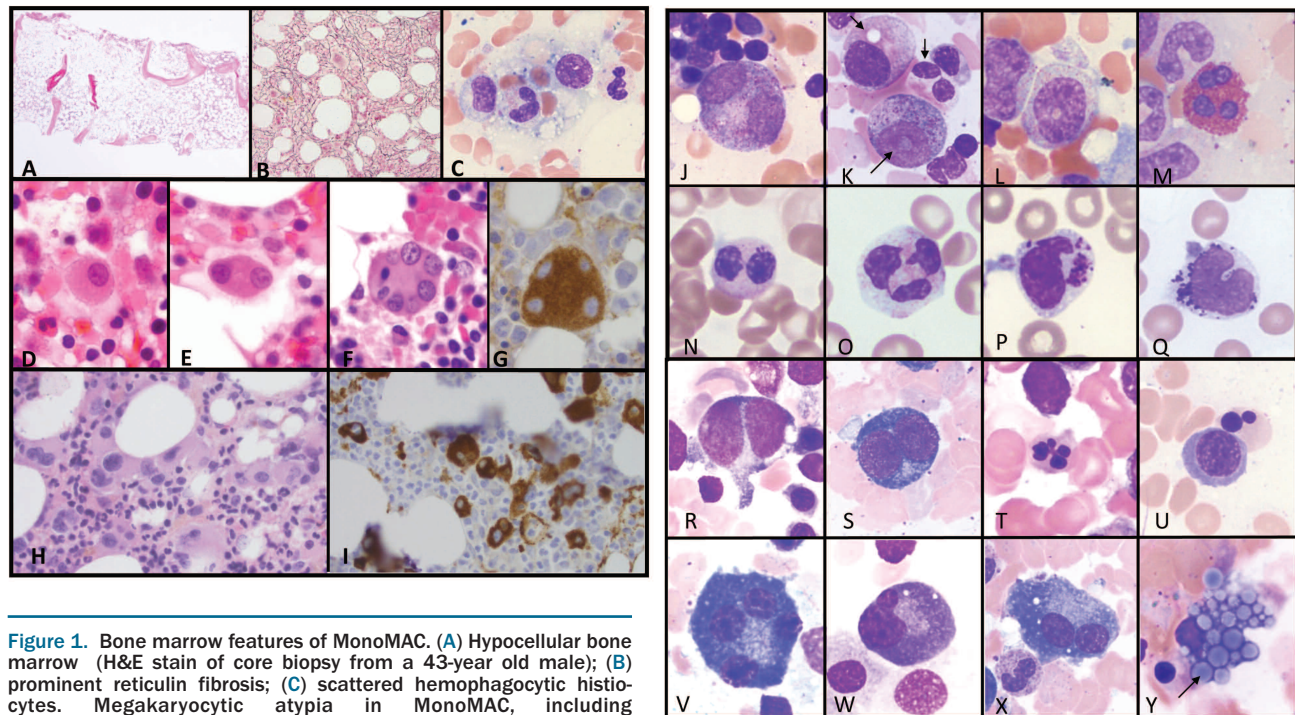 A
B
C
D
E
F
G
H
I
J
K
L
M
N
O
P
Q
R
S
T
U
V
W
X
Y
Figure 1. Bone marrow features of MonoMAC. (A) Hypocellular bone
marrow (H&E stain of core biopsy from a 43-year old male); (B)
prominent reticulin fibrosis; (C) scattered hemophagocytic histio-
cytes. Megakaryocytic atypia in MonoMAC, including